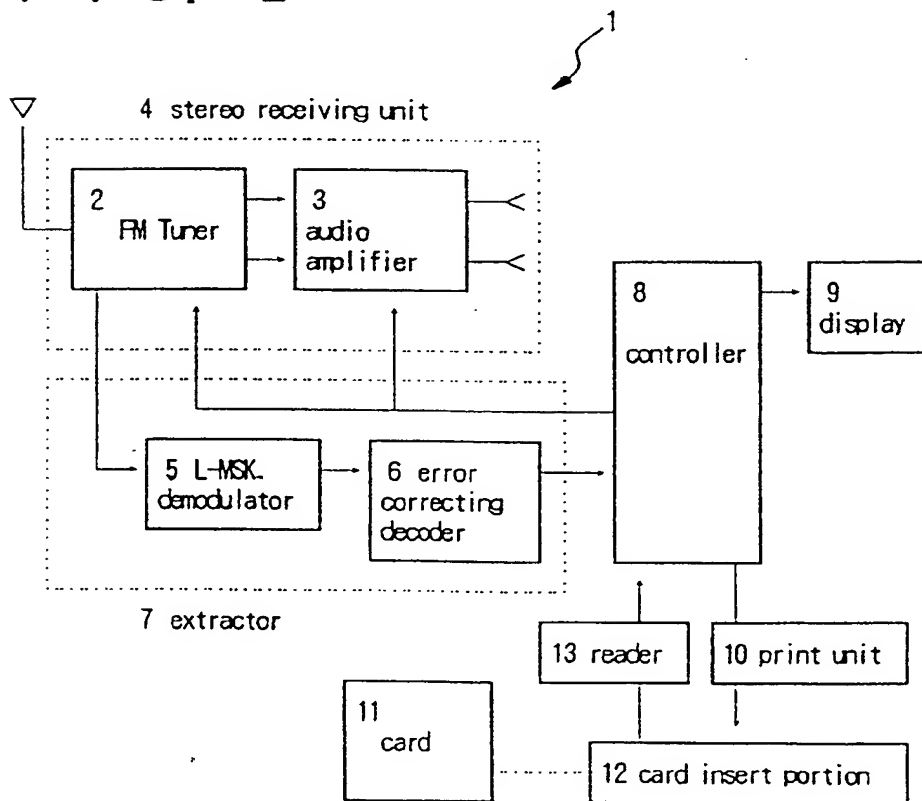 1
4 stereo receiving unit
2
FM Tuner
3
audio
amplifier
8
controller
9
display
5 L-MSK
demodulator
6 error
correcting
decoder
7 extractor
13 reader
10 print unit
11
card
12 card insert portion